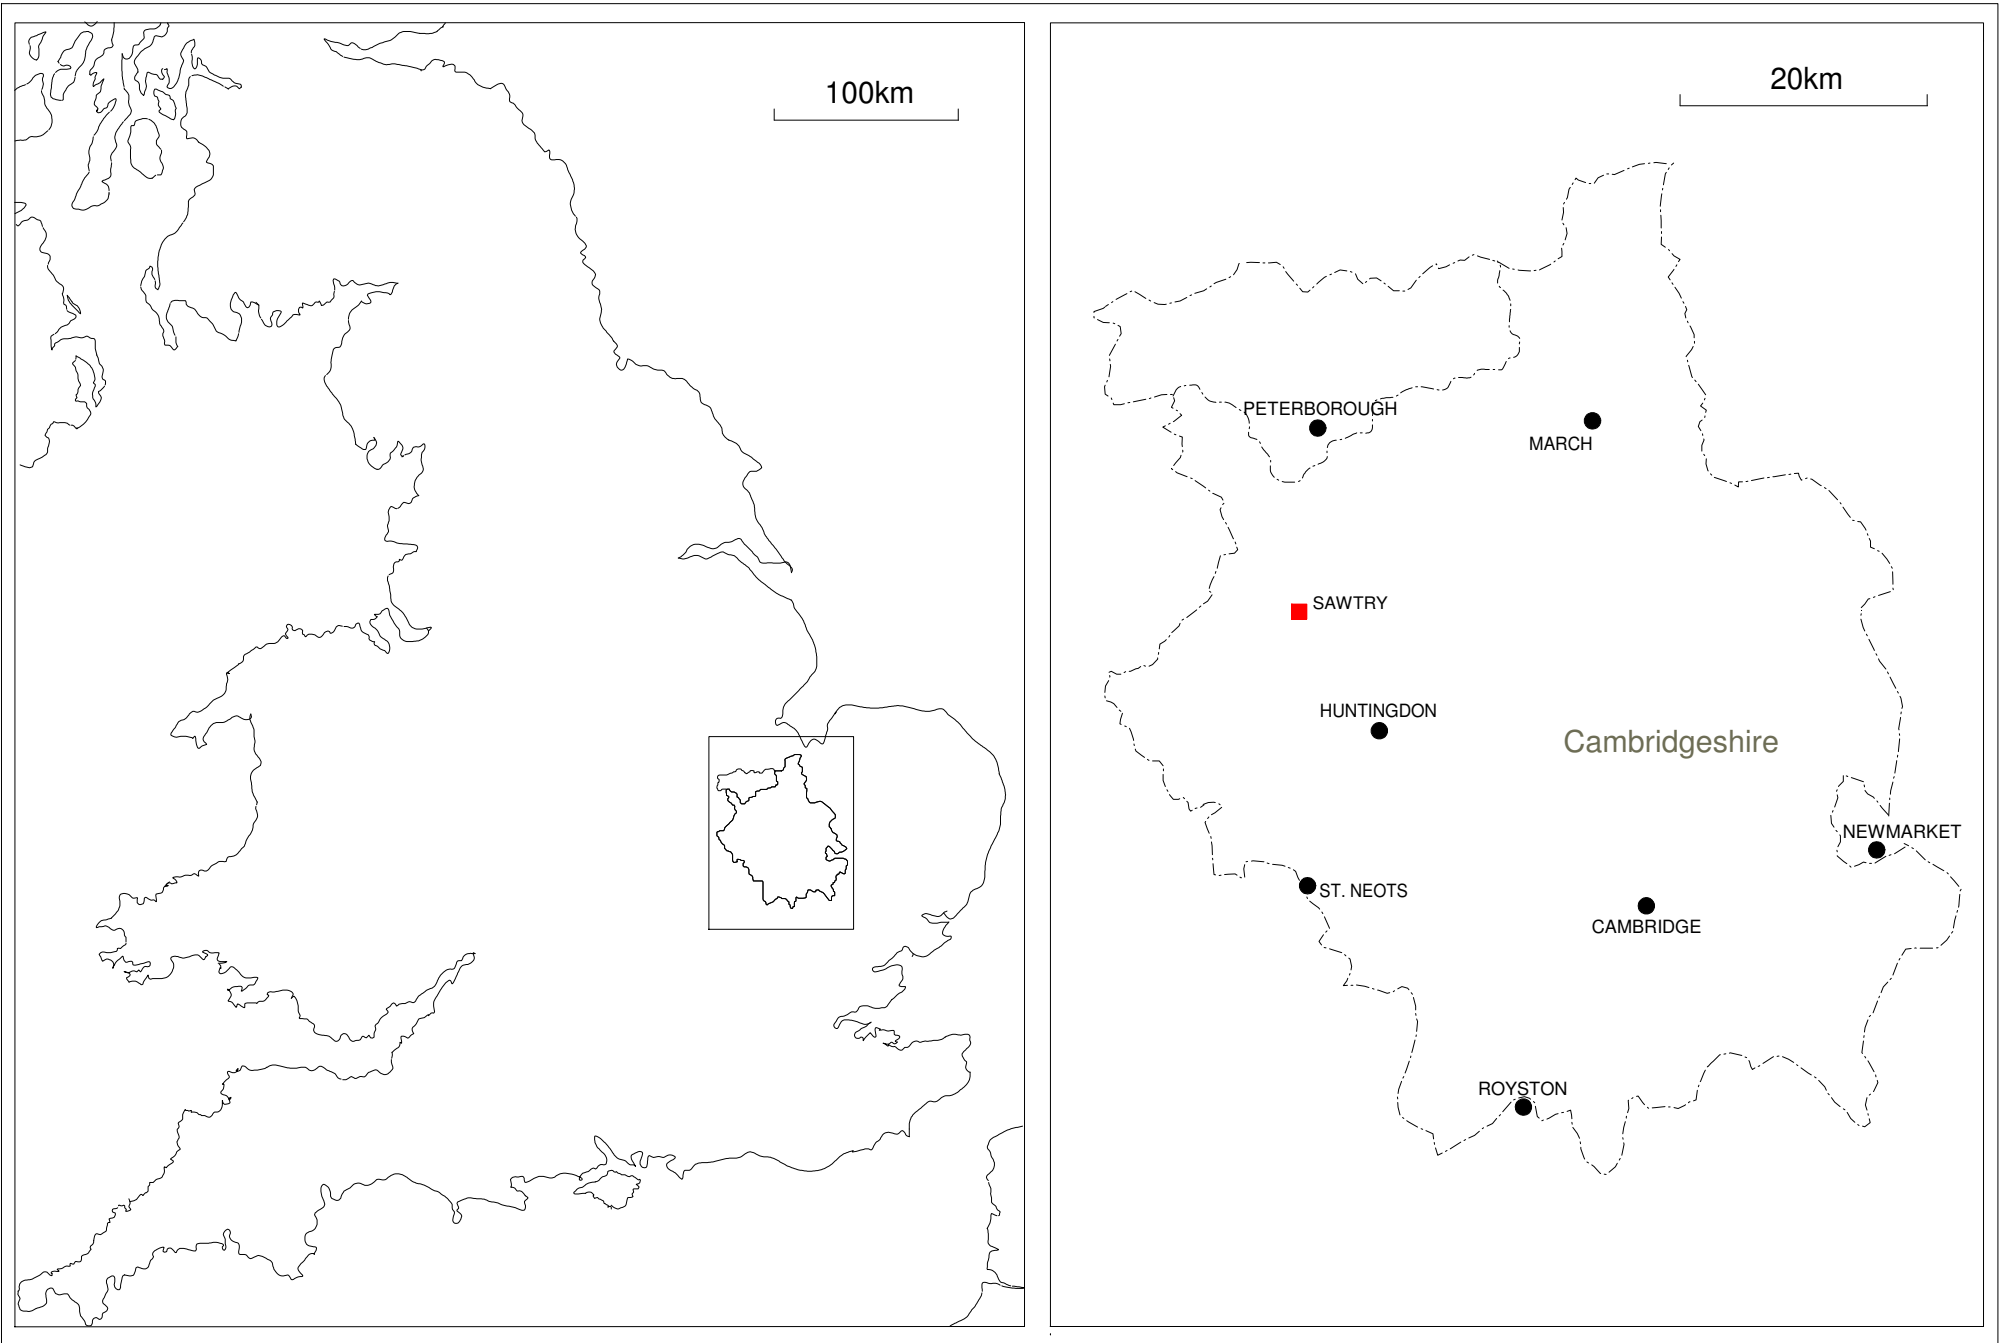 100km
20km
PETERBOROUGH
MARCH
SAWTRY
HUNTINGDON
Cambridgeshire
NEWMARKET
ST. NEOTS
CAMBRIDGE
ROYSTON